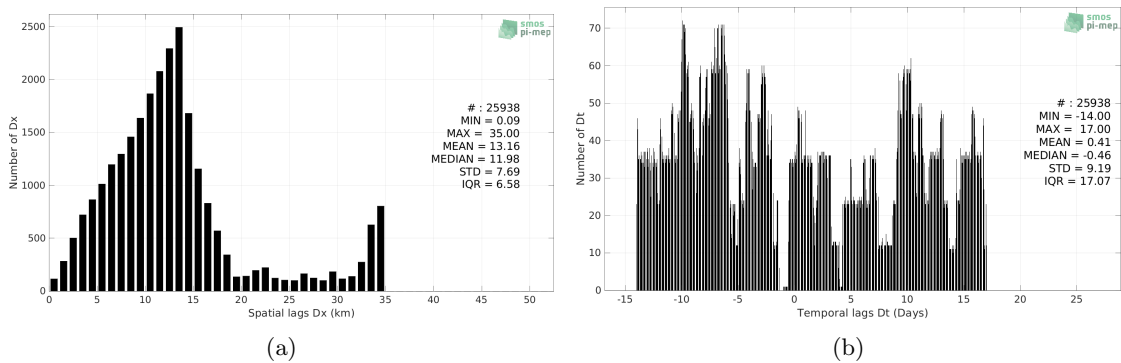 2500
2000
1500
1000
500
0
Number of Dx
smos
pi-mep
# : 25938
MIN = 0.09
MAX = 35.00
MEAN = 13.16
MEDIAN = 11.98
STD = 7.69
IQR = 6.58
0 5 10 15 20 25 30 35 40 45 50
Spatial lags Dx (km)
(a)
70
60
50
40
30
20
10
0
Number of Dt
smos
pi-mep
# : 25938
MIN = -14.00
MAX = 17.00
MEAN = 0.41
MEDIAN = -0.46
STD = 9.19
IQR = 17.07
-15 -10 -5 0 5 10 15 20 25
Temporal lags Dt (Days)
(b)